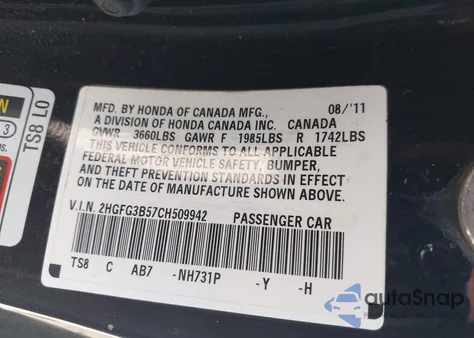 MFD. BY HONDA OF CANADA MFG., 08/'11
A DIVISION OF HONDA CANADA INC. CANADA
GVWR 3660LBS GAWR F 1985LBS R 1742LBS
THIS VEHICLE CONFORMS TO ALL APPLICABLE
FEDERAL MOTOR VEHICLE SAFETY, BUMPER,
AND THEFT PREVENTION STANDARDS IN EFFECT
ON THE DATE OF MANUFACTURE SHOWN ABOVE.
V.I.N. 2HGFG3B57CH509942 PASSENGER CAR
TS8 C AB7 -NH731P -Y -H
N
3
TS8 L0
autoSnap